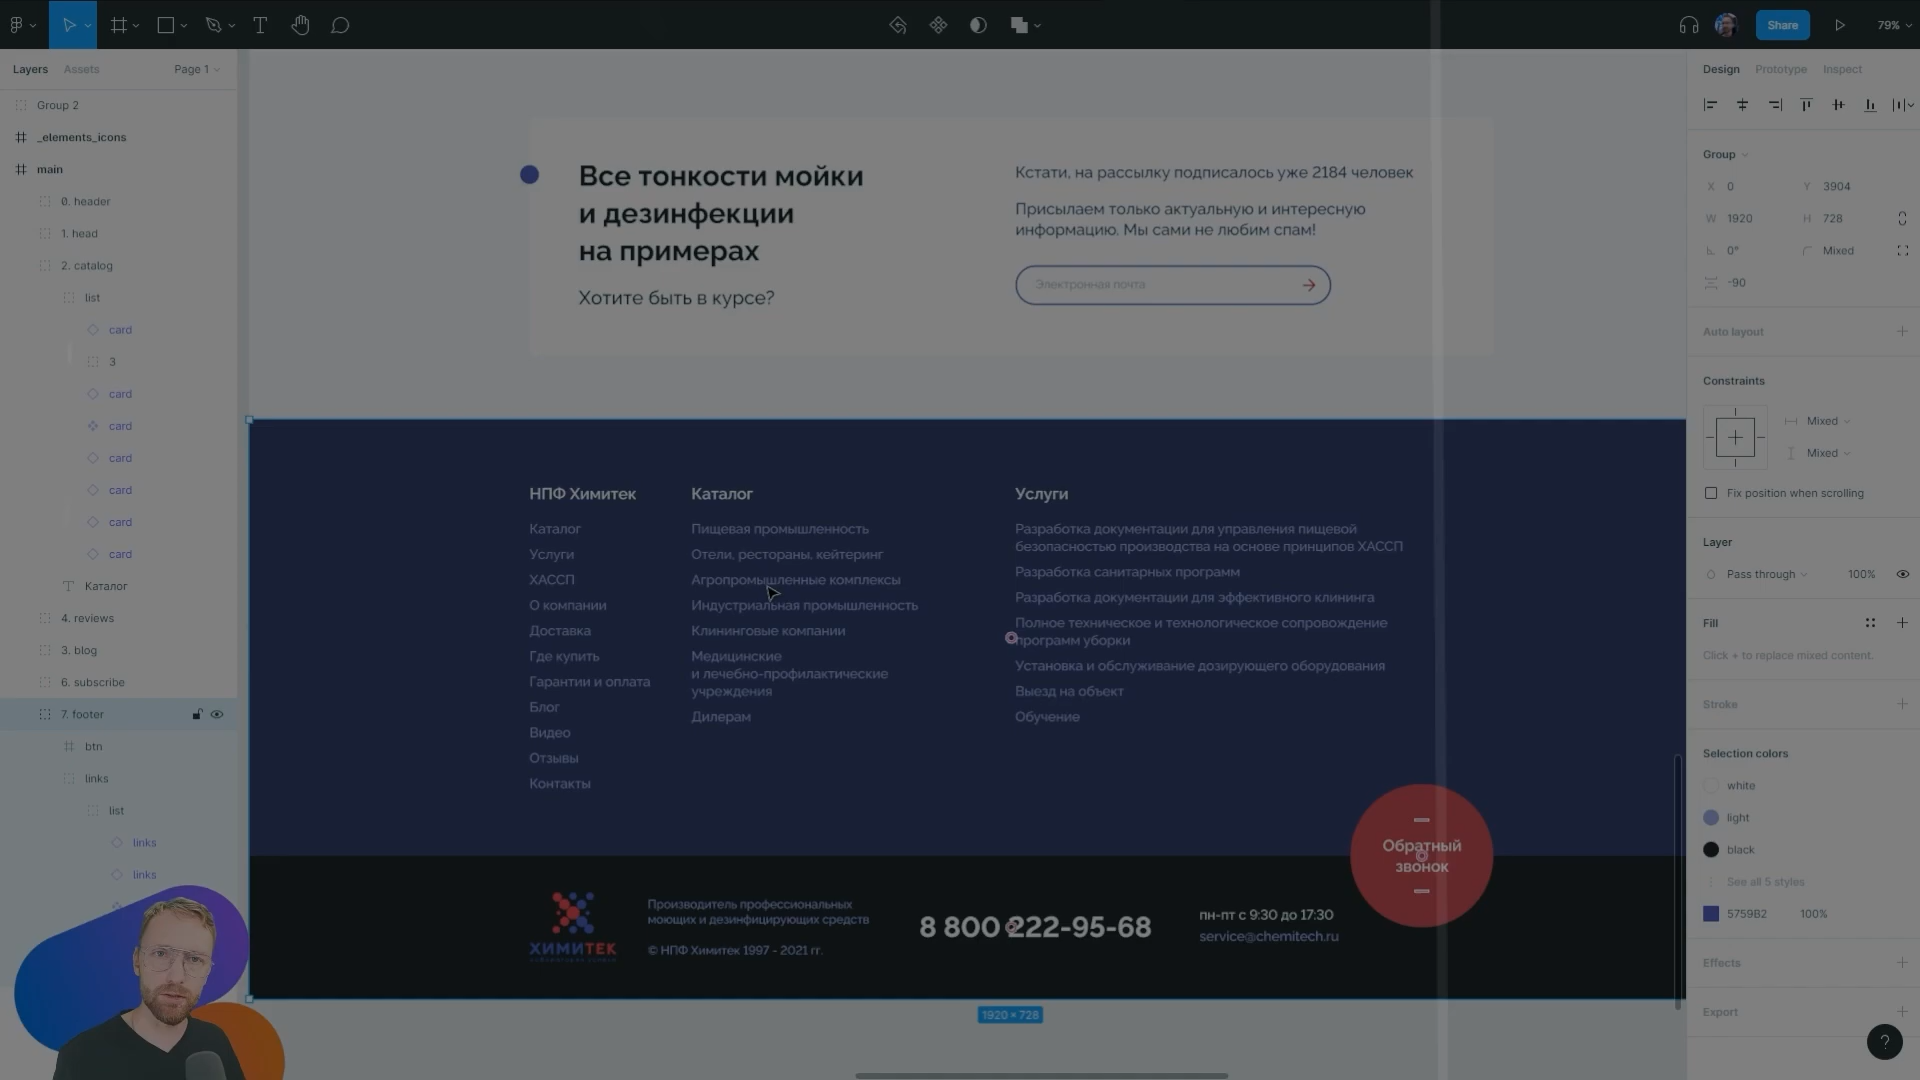 79%
Share
Layers
Assets
Page 1
Group 2
_elements_icons
main
0. header
1. head
2. catalog
list
card
3
card
card
card
card
card
card
Каталог
4. reviews
3. blog
6. subscribe
7. footer
btn
links
list
links
links
Все тонкости мойки
и дезинфекции
на примерах
Хотите быть в курсе?
Кстати, на рассылку подписалось уже 2184 человек
Присылаем только актуальную и интересную
информацию. Мы сами не любим спам!
Электронная почта
НПФ Химитек
Каталог
Услуги
ХАССП
О компании
Доставка
Где купить
Гарантии и оплата
Блог
Видео
Отзывы
Контакты
Каталог
Пищевая промышленность
Отели, рестораны, кейтеринг
Агропромышленные комплексы
Индустриальная промышленность
Клининговые компании
Медицинские
и лечебно-профилактические
учреждения
Дилерам
Услуги
Разработка документации для управления пищевой
безопасностью производства на основе принципов ХАССП
Разработка санитарных программ
Разработка документации для эффективного клининга
Полное техническое и технологическое сопровождение
программ уборки
Установка и обслуживание дозирующего оборудования
Выезд на объект
Обучение
Обратный
звонок
ХИМИТЕК
Производитель профессиональных
моющих и дезинфицирующих средств
© НПФ Химитек 1997 - 2021 гг.
8 800 222-95-68
пн-пт с 9:30 до 17:30
service@chemitech.ru
1920 × 728
Design
Prototype
Inspect
Group
X 0
Y 3904
W 1920
H 728
0°
Mixed
-90
Auto layout
Constraints
Mixed
Mixed
Fix position when scrolling
Layer
Pass through
100%
Fill
Click + to replace mixed content.
Stroke
Selection colors
white
light
black
See all 5 styles
5759B2
100%
Effects
Export
?